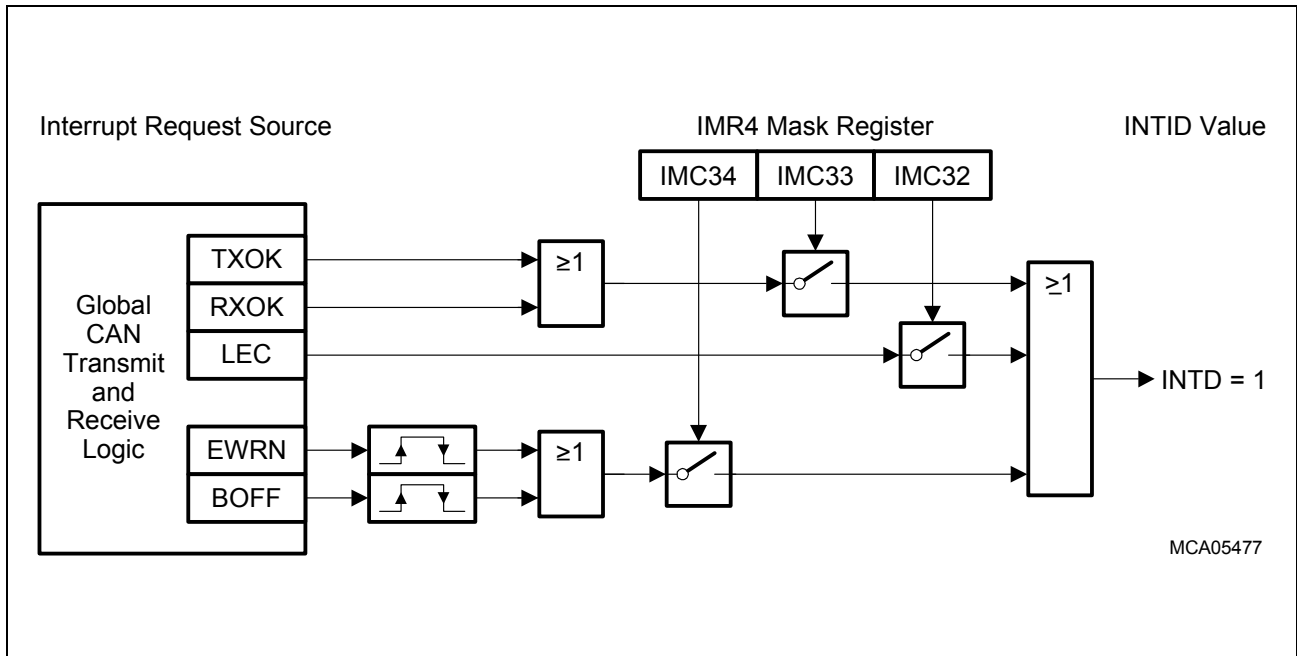 Interrupt Request Source
IMR4 Mask Register
INTID Value
IMC34
IMC33
IMC32
Global
CAN
Transmit
and
Receive
Logic
TXOK
RXOK
LEC
EWRN
BOFF
≥1
≥1
≥1
INTD = 1
MCA05477